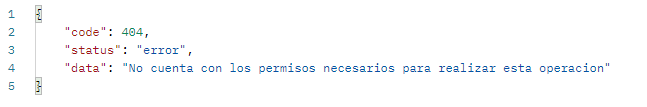 1 {
2 "code": 404,
3 "status": "error",
4 "data": "No cuenta con los permisos necesarios para realizar esta operacion"
5 }